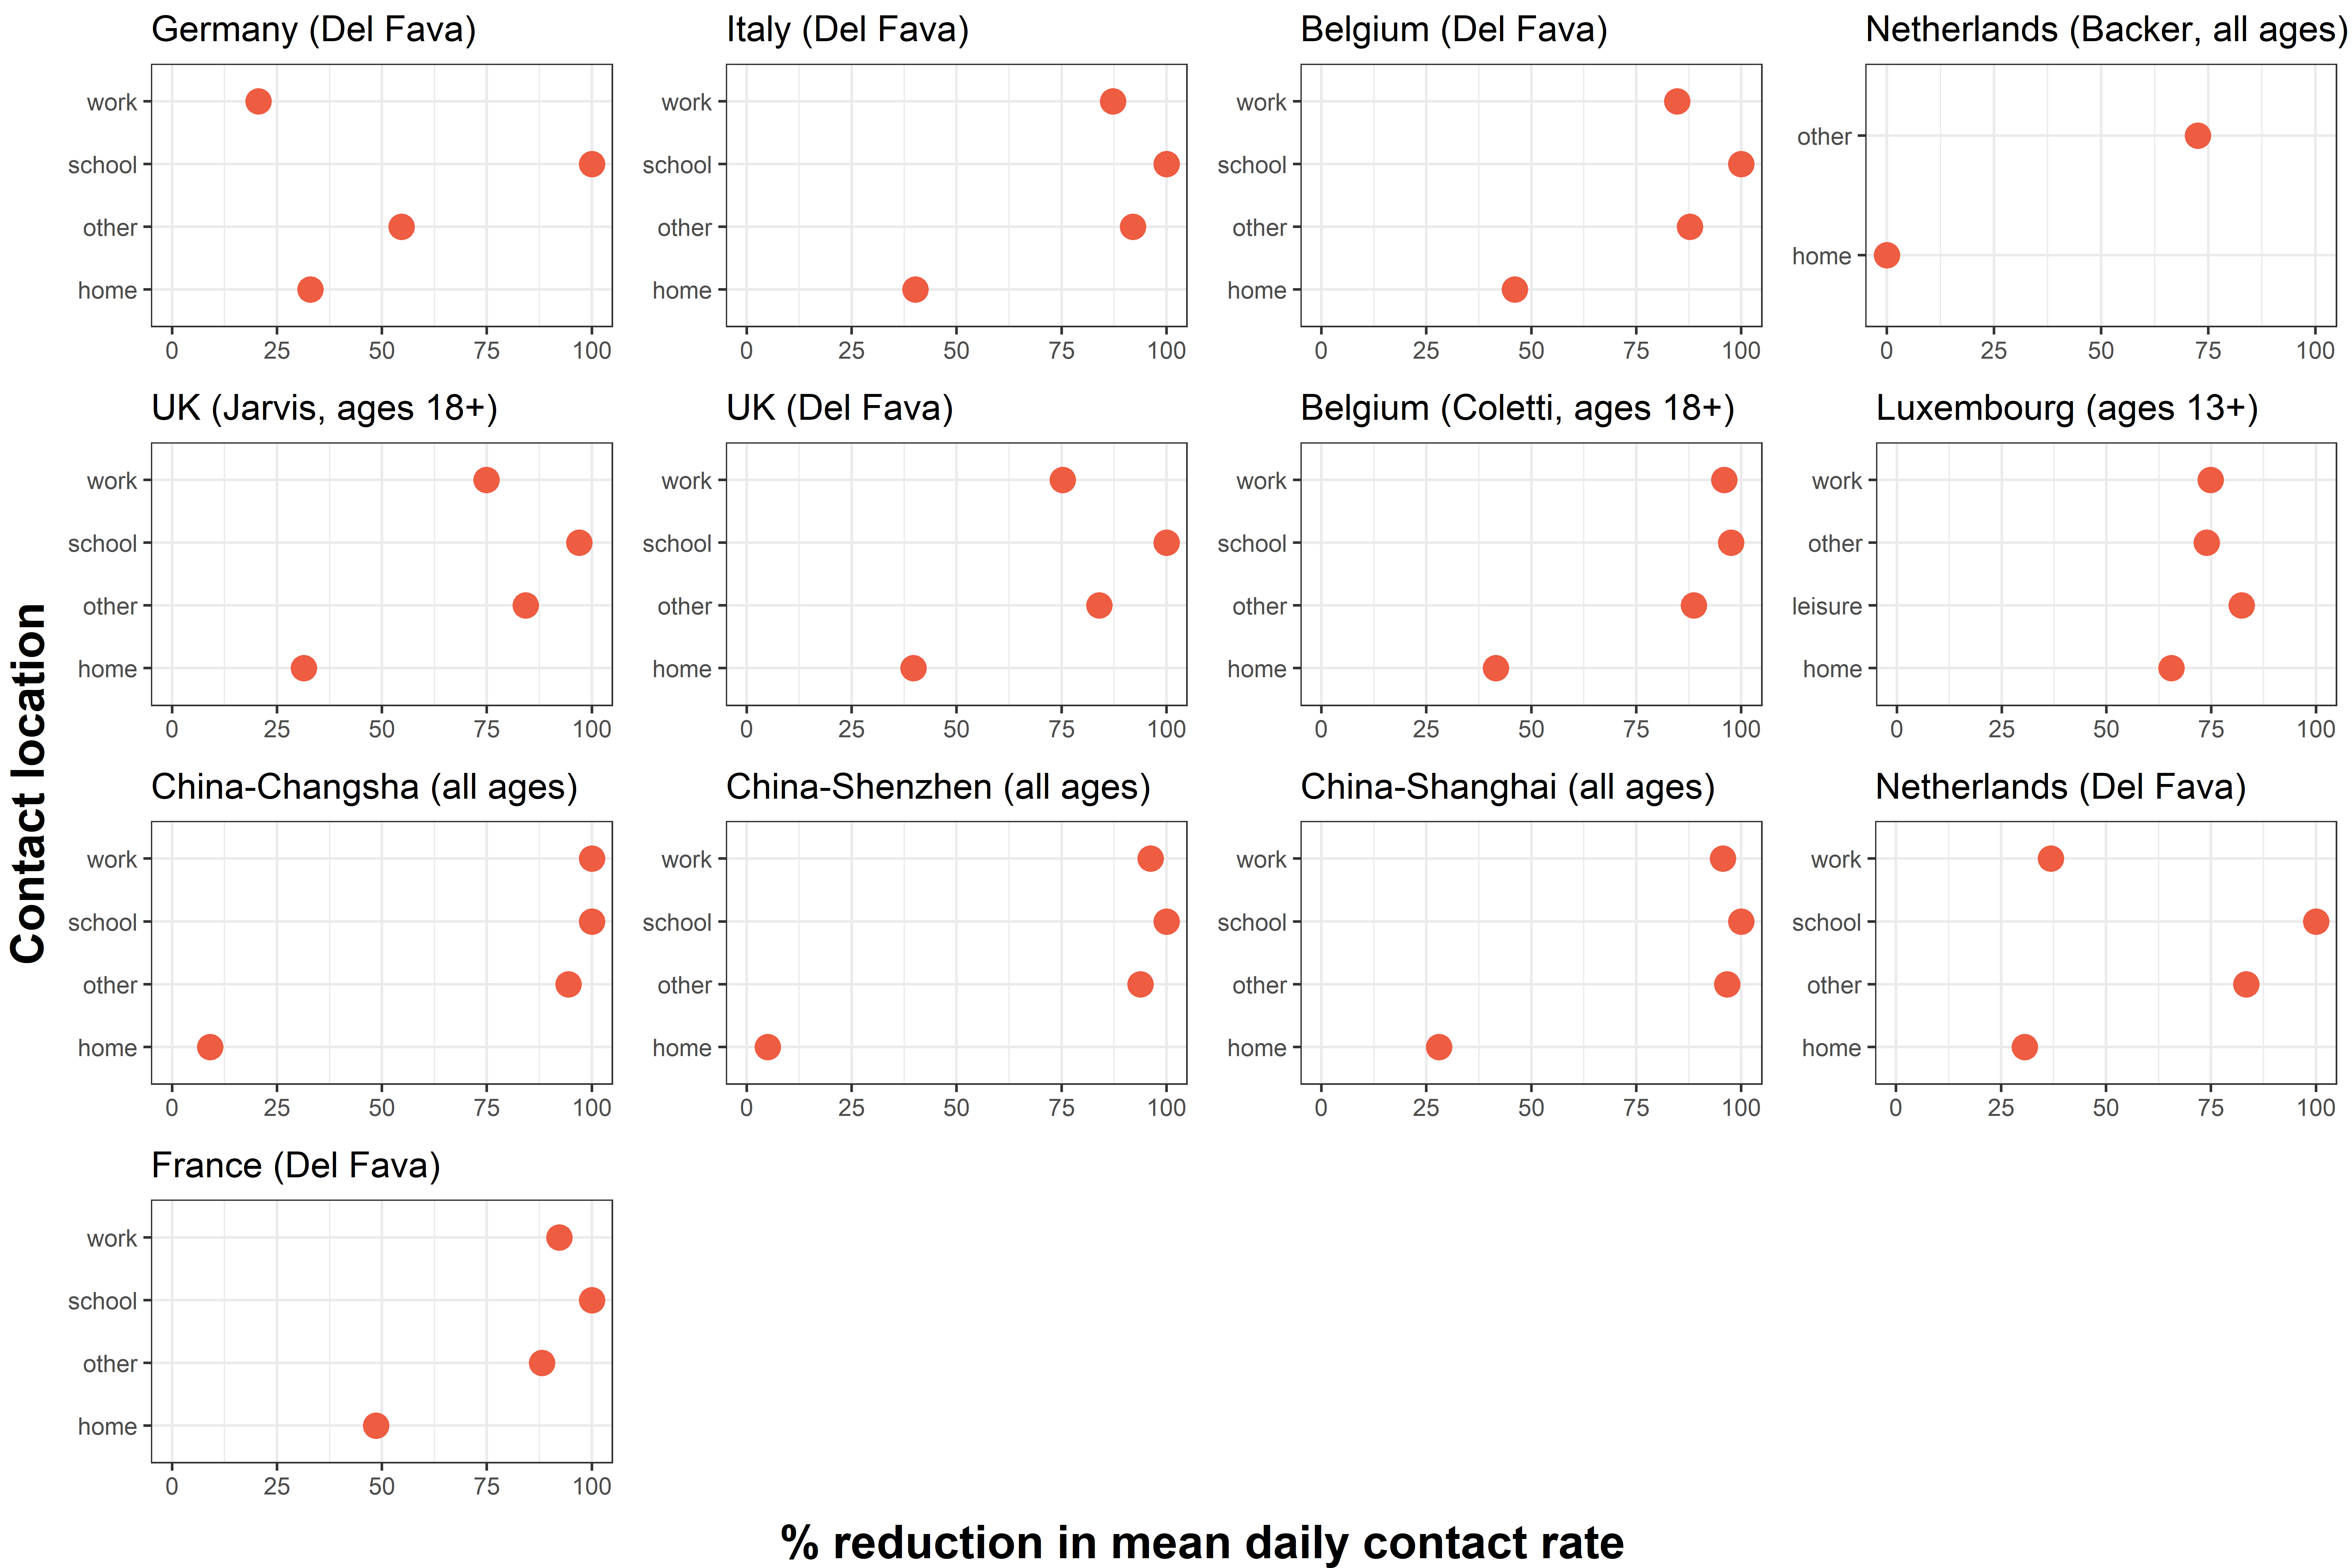 Germany (Del Fava)
work
school
other
home
0 25 50 75 100
Italy (Del Fava)
work
school
other
home
0 25 50 75 100
Belgium (Del Fava)
work
school
other
home
0 25 50 75 100
Netherlands (Backer, all ages)
other
home
0 25 50 75 100
UK (Jarvis, ages 18+)
work
school
other
home
0 25 50 75 100
UK (Del Fava)
work
school
other
home
0 25 50 75 100
Belgium (Coletti, ages 18+)
work
school
other
home
0 25 50 75 100
Luxembourg (ages 13+)
work
other
leisure
home
0 25 50 75 100
China-Changsha (all ages)
work
school
other
home
0 25 50 75 100
China-Shenzhen (all ages)
work
school
other
home
0 25 50 75 100
China-Shanghai (all ages)
work
school
other
home
0 25 50 75 100
Netherlands (Del Fava)
work
school
other
home
0 25 50 75 100
France (Del Fava)
work
school
other
home
0 25 50 75 100
Contact location
% reduction in mean daily contact rate